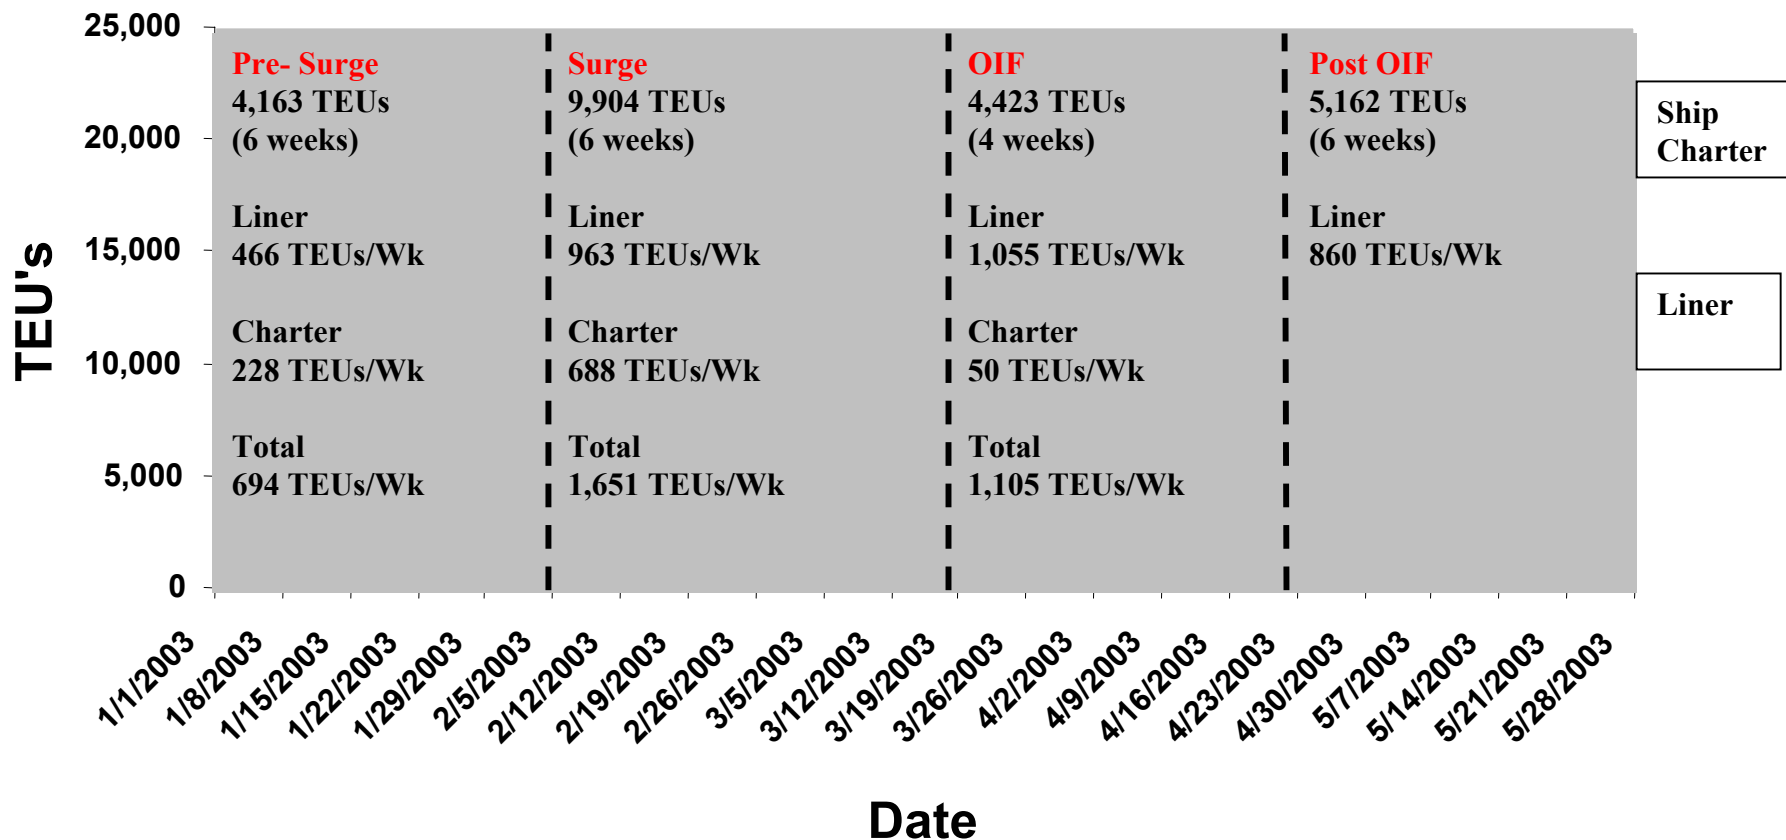 25,000
20,000
15,000
10,000
5,000
0
TEU's
Pre- Surge
4,163 TEUs
(6 weeks)
Liner
466 TEUs/Wk
Charter
228 TEUs/Wk
Total
694 TEUs/Wk
Surge
9,904 TEUs
(6 weeks)
Liner
963 TEUs/Wk
Charter
688 TEUs/Wk
Total
1,651 TEUs/Wk
OIF
4,423 TEUs
(4 weeks)
Liner
1,055 TEUs/Wk
Charter
50 TEUs/Wk
Total
1,105 TEUs/Wk
Post OIF
5,162 TEUs
(6 weeks)
Liner
860 TEUs/Wk
Ship
Charter
Liner
1/1/2003
1/8/2003
1/15/2003
1/22/2003
1/29/2003
2/5/2003
2/12/2003
2/19/2003
2/26/2003
3/5/2003
3/12/2003
3/19/2003
3/26/2003
4/2/2003
4/9/2003
4/16/2003
4/23/2003
4/30/2003
5/7/2003
5/14/2003
5/21/2003
5/28/2003
Date